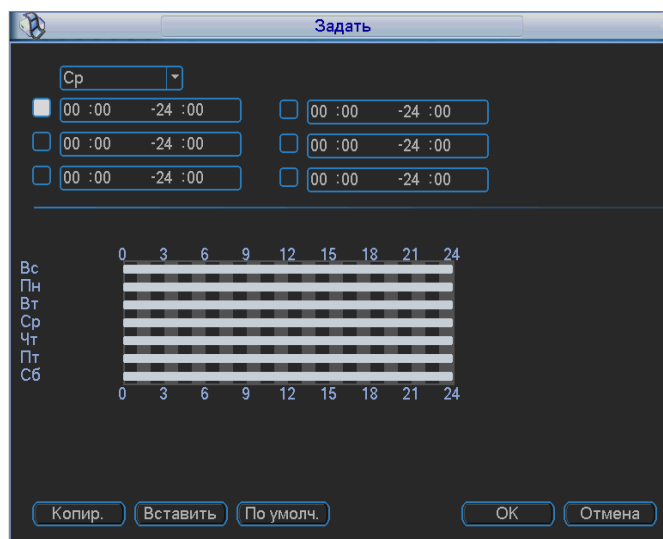 Задать
Ср
00 :00 -24 :00 00 :00 -24 :00
00 :00 -24 :00 00 :00 -24 :00
00 :00 -24 :00 00 :00 -24 :00
0 3 6 9 12 15 18 21 24
Вс
Пн
Вт
Ср
Чт
Пт
Сб
0 3 6 9 12 15 18 21 24
Копир. Вставить По умолч. OK Отмена